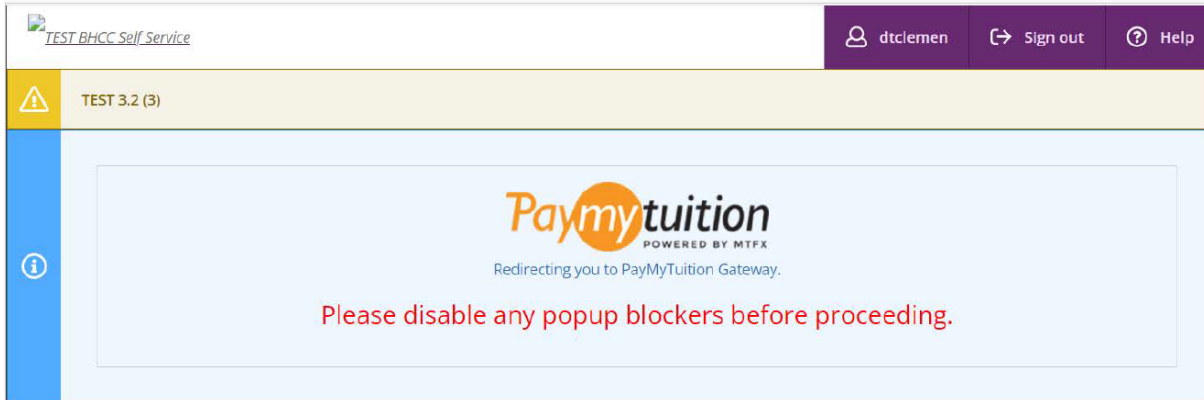 TEST BHCC Self Service
dtclemen
Sign out
Help
TEST 3.2 (3)
Paymytuition
POWERED BY MTFX
Redirecting you to PayMyTuition Gateway.
Please disable any popup blockers before proceeding.